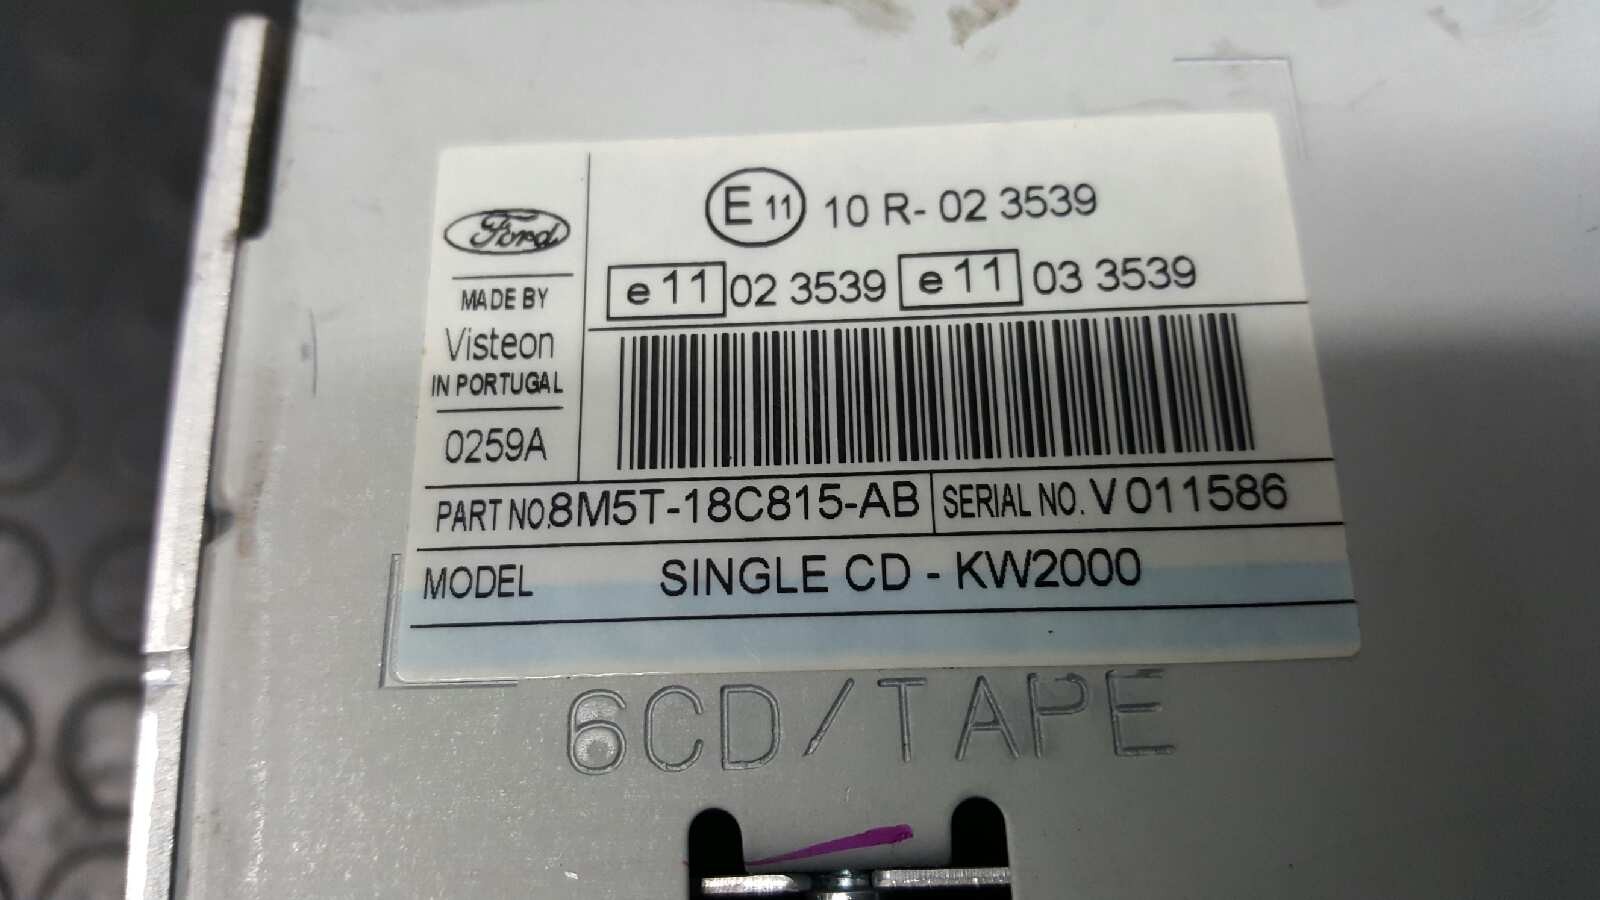 Ford
MADE BY
Visteon
IN PORTUGAL
0259A
E 11 10 R- 02 3539
e 11 02 3539 e 11 03 3539
PART NO. 8M5T-18C815-AB SERIAL NO. V 011586
MODEL SINGLE CD - KW2000
6CD/TAPE